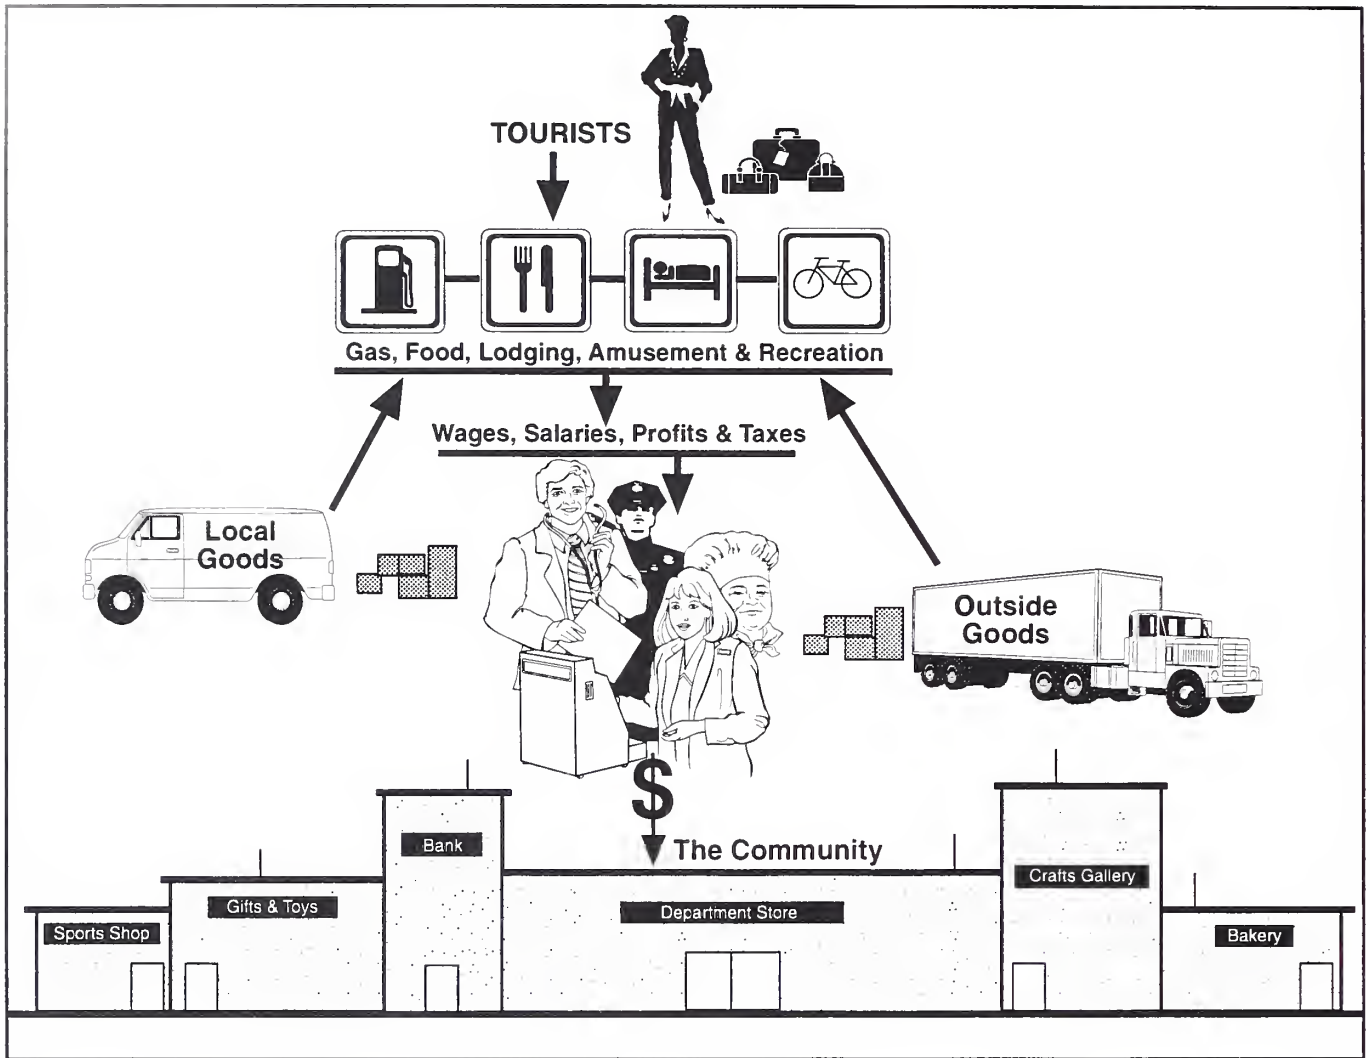 TOURISTS
Gas, Food, Lodging, Amusement & Recreation
Wages, Salaries, Profits & Taxes
Local
Goods
Outside
Goods
$
The Community
Bank
Crafts Gallery
Gifts & Toys
Department Store
Sports Shop
Bakery